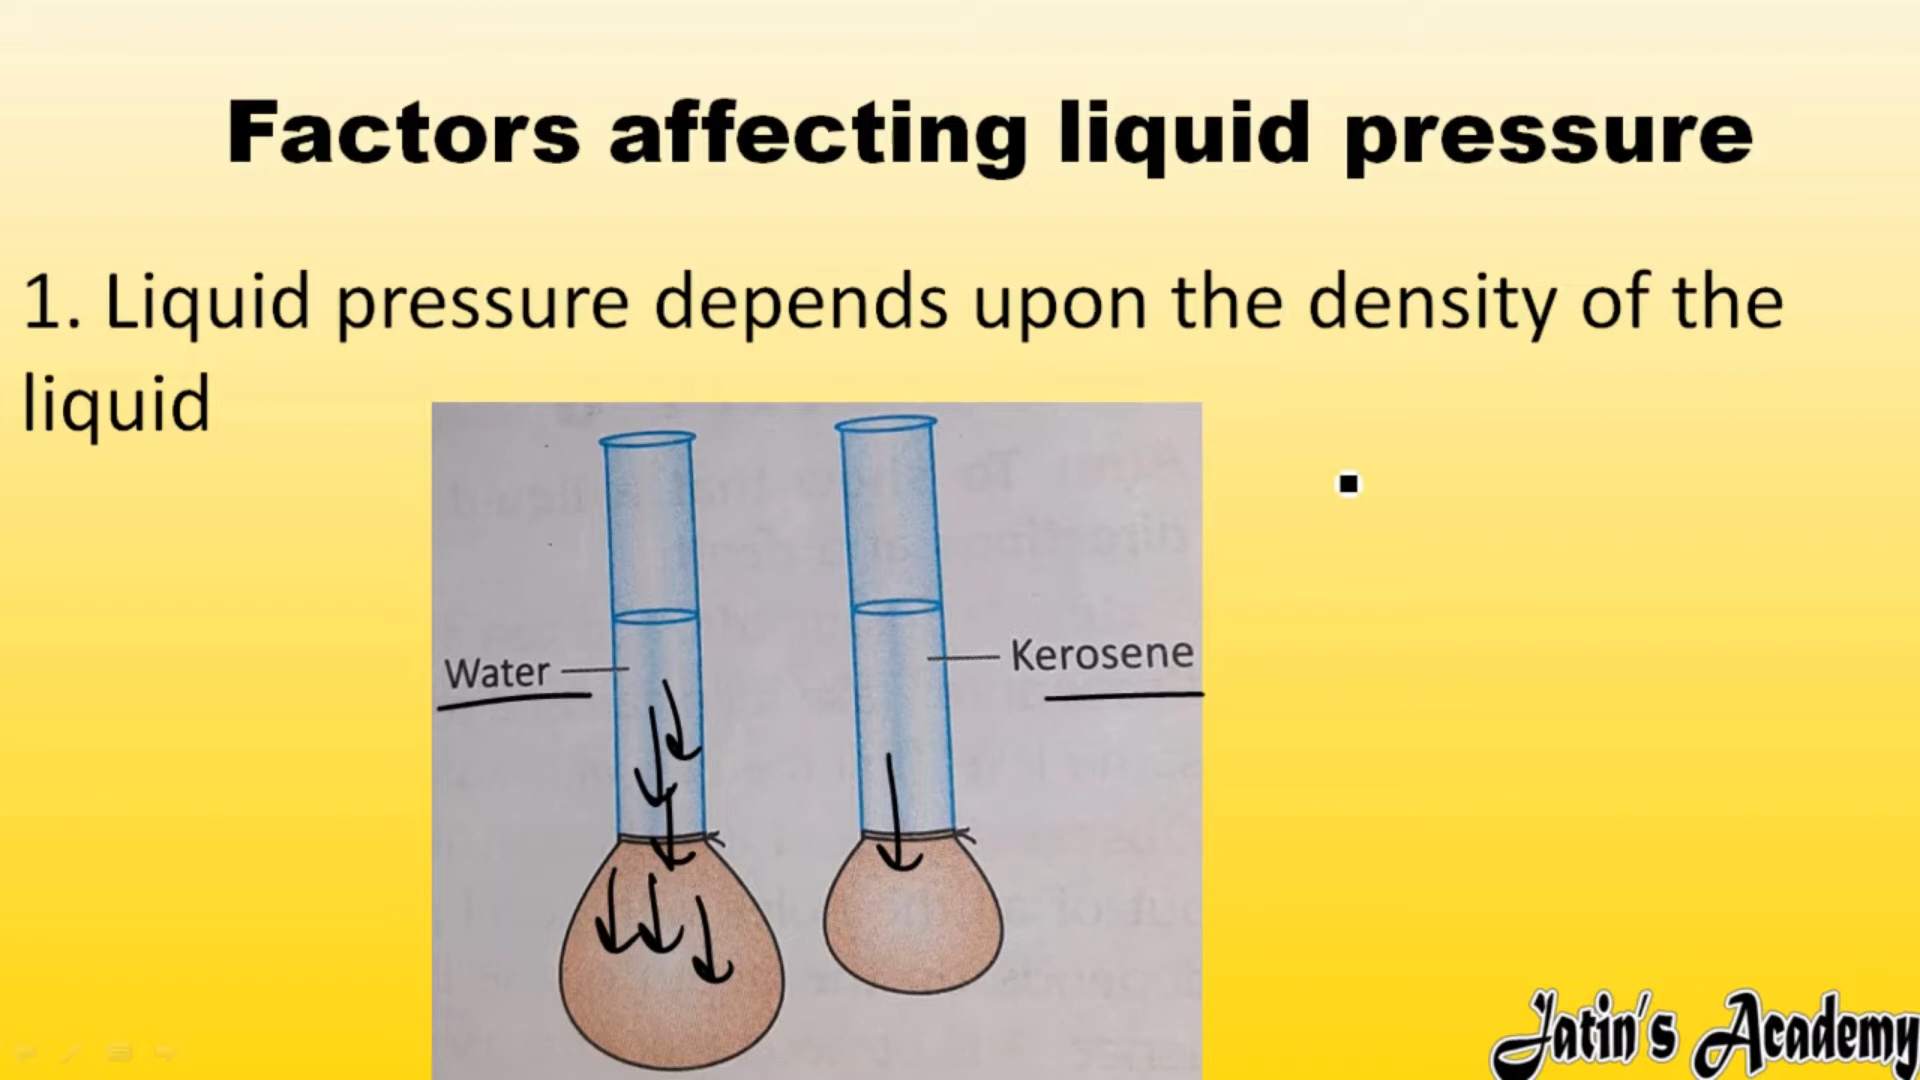 Factors affecting liquid pressure
1. Liquid pressure depends upon the density of the
liquid
Water
Kerosene
Jatin's Academy